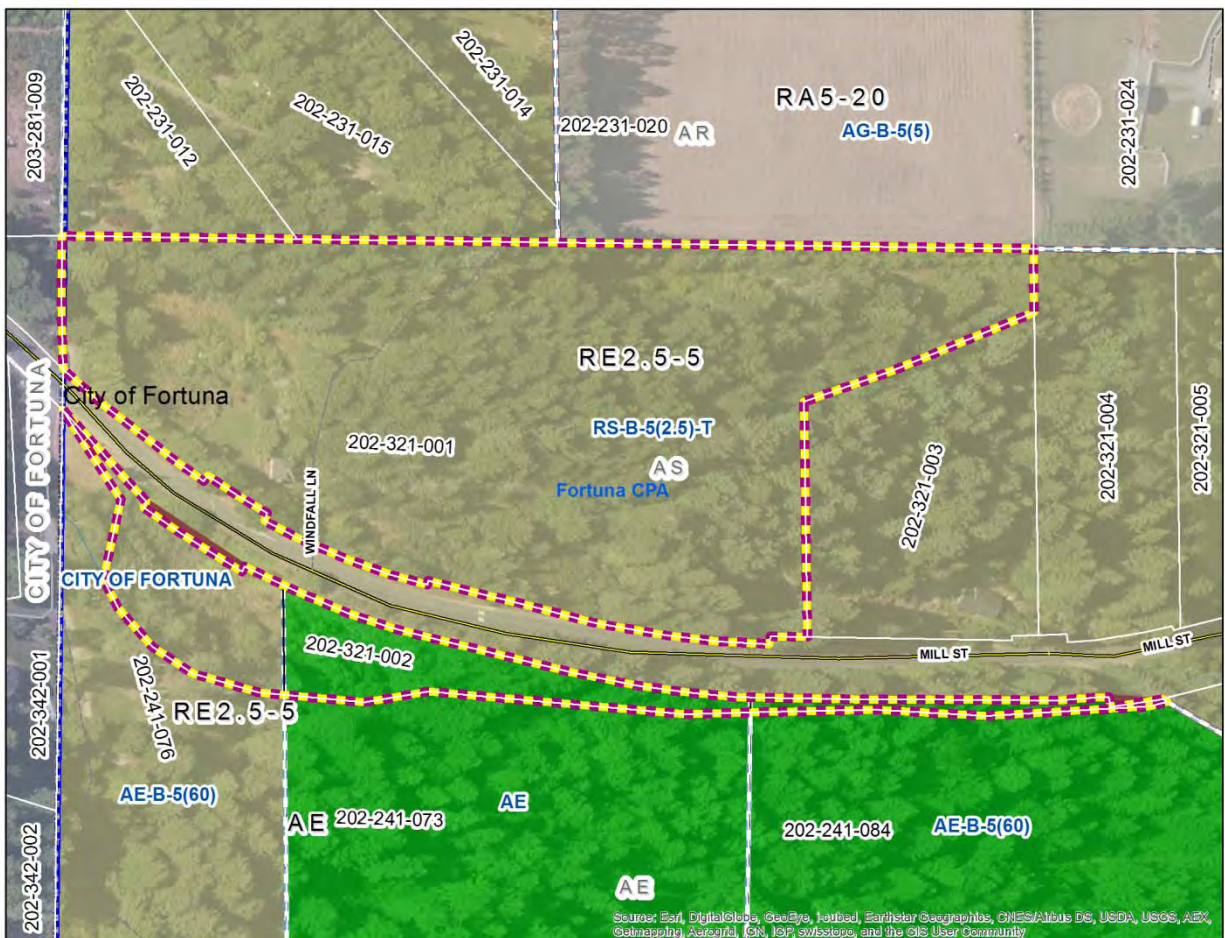 203-281-009
202-231-012
202-231-015
202-231-014
202-231-020
AR
RA5-20
AG-B-5(5)
202-231-024
City of Fortuna
CITY OF FORTUNA
RE2.5-5
RS-B-5(2.5)-T
AS
Fortuna CPA
202-321-001
WINDFALL LN
202-321-003
202-321-004
202-321-005
CITY OF FORTUNA
202-321-002
MILL ST
MILL ST
202-342-001
202-241-076
RE2.5-5
AE-B-5(60)
AE
202-241-073
AE
202-241-084
AE-B-5(60)
202-342-002
AE
Source: Esri, DigitalGlobe, GeoEye, i-cubed, Earthstar Geographics, CNES/Airbus DS, USDA, USGS, AEX,
Getmapping, Aerogrid, IGN, IGP, swisstopo, and the GIS User Community